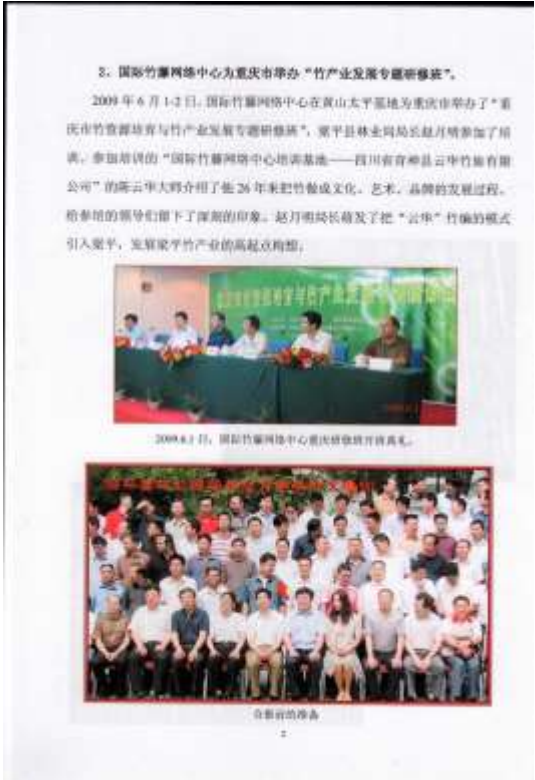 2、国际竹藤网络中心为重庆市举办“竹产业发展专题研修班”。
2009年6月1-2日，国际竹藤网络中心在黄山太平基地为重庆市举办了“重
庆市竹资源培育与竹产业发展专题研修班”，梁平县林业局局长赵月明参加了培
训。参加培训的“国际竹藤网络中心培训基地——四川省青神县云华竹旅有限
公司”的陈云华大师介绍了他26年来把竹做成文化、艺术、品牌的发展过程，
给参培的领导们留下了深刻的印象。赵月明局长萌发了把“云华”竹编的模式
引入梁平，发展梁平竹产业的高起点构想。
与竹产业发展
2009.6.1日，国际竹藤网络中心重庆研修班开班典礼。
合影前的准备
2